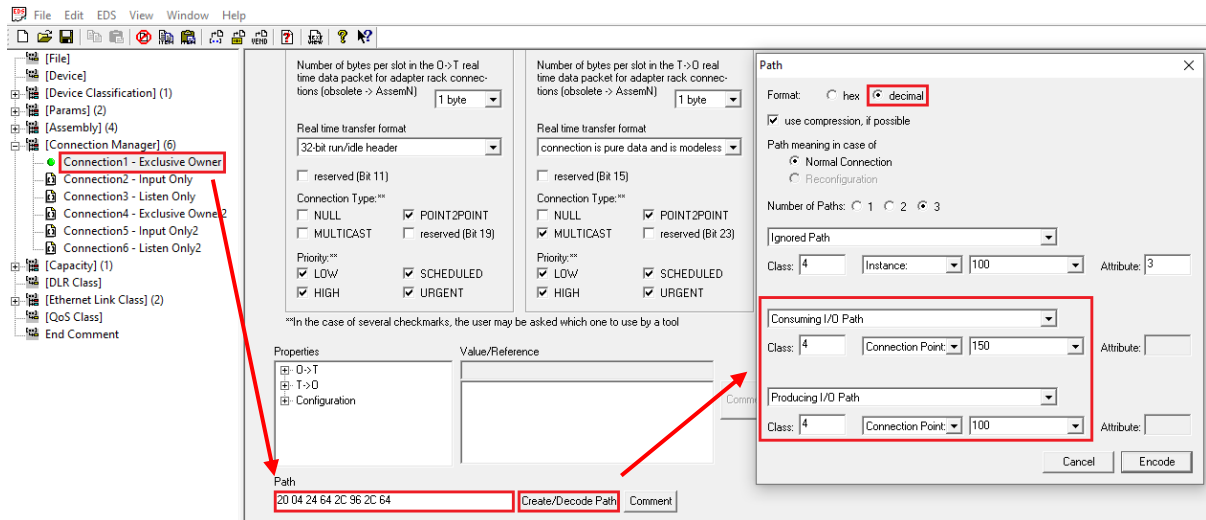 File Edit EDS View Window Help
[File]
[Device]
[Device Classification] (1)
[Params] (2)
[Assembly] (4)
[Connection Manager] (6)
Connection1 - Exclusive Owner
Connection2 - Input Only
Connection3 - Listen Only
Connection4 - Exclusive Owner2
Connection5 - Input Only2
Connection6 - Listen Only2
[Capacity] (1)
[DLR Class]
[Ethernet Link Class] (2)
[QoS Class]
End Comment
Number of bytes per slot in the O->T real
time data packet for adapter rack connec-
tions (obsolete -> AssemN)
1 byte
Real time transfer format
32-bit run/idle header
reserved (Bit 11)
Connection Type:**
NULL POINT2POINT
MULTICAST reserved (Bit 19)
Priority:**
LOW SCHEDULED
HIGH URGENT
Number of bytes per slot in the T->O real
time data packet for adapter rack connec-
tions (obsolete -> AssemN)
1 byte
Real time transfer format
connection is pure data and is modeless
reserved (Bit 15)
Connection Type:**
NULL POINT2POINT
MULTICAST reserved (Bit 23)
Priority:**
LOW SCHEDULED
HIGH URGENT
**In the case of several checkmarks, the user may be asked which one to use by a tool
Properties Value/Reference
O->T
T->O
Configuration
Path
20 04 24 64 2C 96 2C 64 Create/Decode Path Comment
Path
Format: hex decimal
use compression, if possible
Path meaning in case of
Normal Connection
Reconfiguration
Number of Paths: 1 2 3
Ignored Path
Class: 4 Instance: 100 Attribute: 3
Consuming I/O Path
Class: 4 Connection Point: 150 Attribute:
Producing I/O Path
Class: 4 Connection Point: 100 Attribute:
Cancel Encode